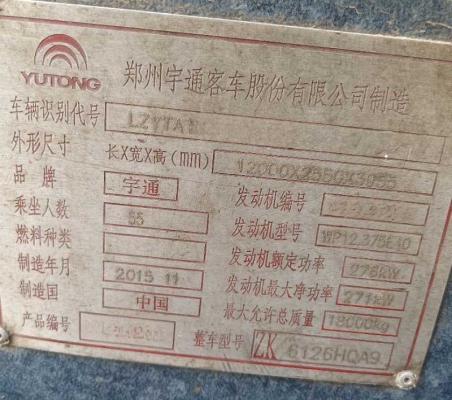 YUTONG
郑州宇通客车股份有限公司制造
车辆识别代号 LZYTA
外形尺寸 长X宽X高(mm) 12000X2550X3955
品牌 宇通
发动机编号
乘坐人数 55
发动机型号 WP12.375E40
燃料种类
发动机额定功率 276kW
制造年月 2015 11
发动机最大净功率 271kW
制造国 中国
最大允许总质量 18000kg
产品编号
整车型号 ZK 6126HQA9